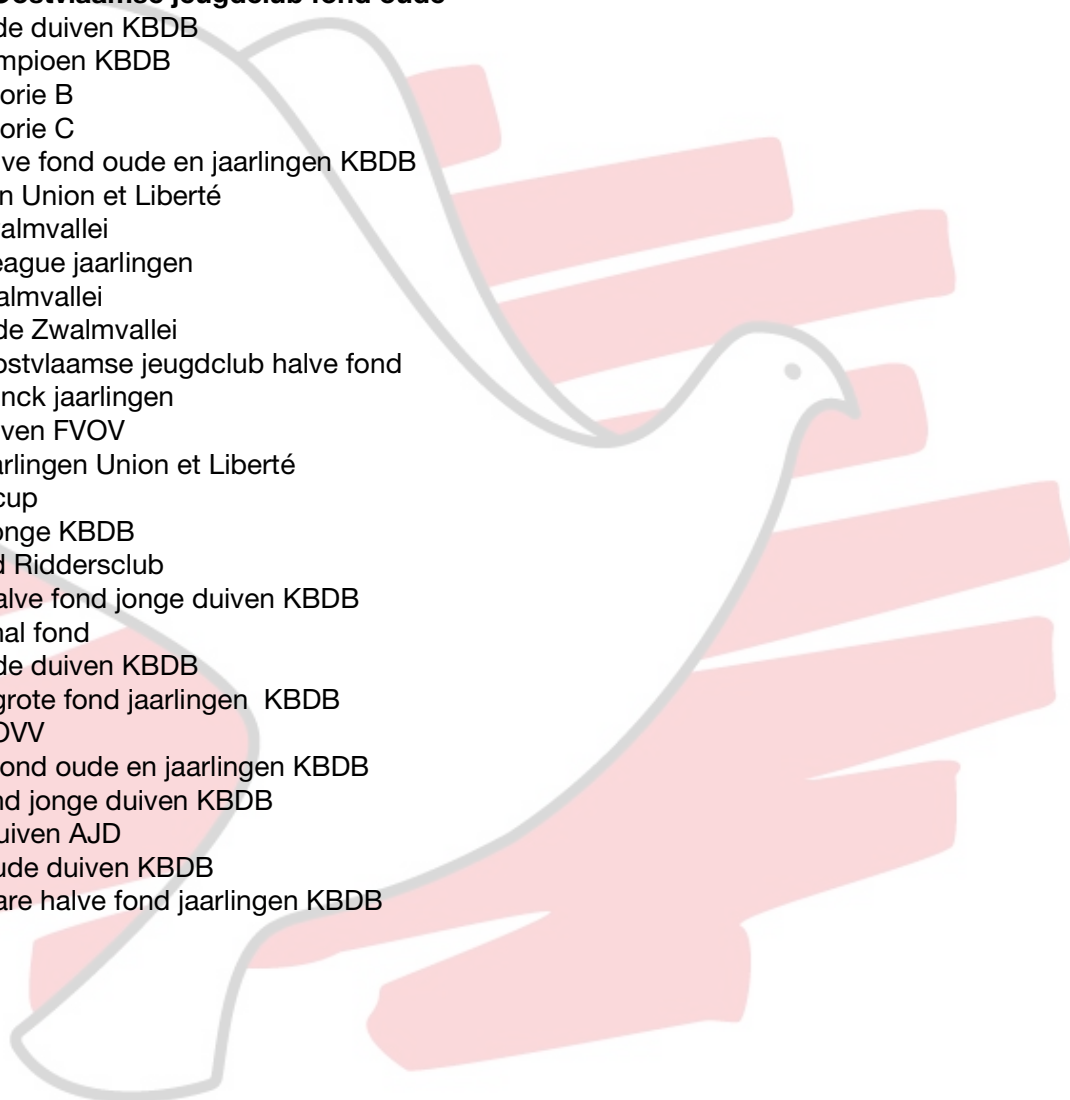 Oostvlaamse jeugdclub fond oude
de duiven KBDB
mpioen KBDB
orie B
orie C
ve fond oude en jaarlingen KBDB
n Union et Liberté
almvallei
eague jaarlingen
almvallei
de Zwalmvallei
ostvlaamse jeugdclub halve fond
nck jaarlingen
ven FVOV
arlingen Union et Liberté
cup
onge KBDB
d Riddersclub
alve fond jonge duiven KBDB
nal fond
de duiven KBDB
grote fond jaarlingen  KBDB
OVV
fond oude en jaarlingen KBDB
nd jonge duiven KBDB
uiven AJD
ude duiven KBDB
are halve fond jaarlingen KBDB